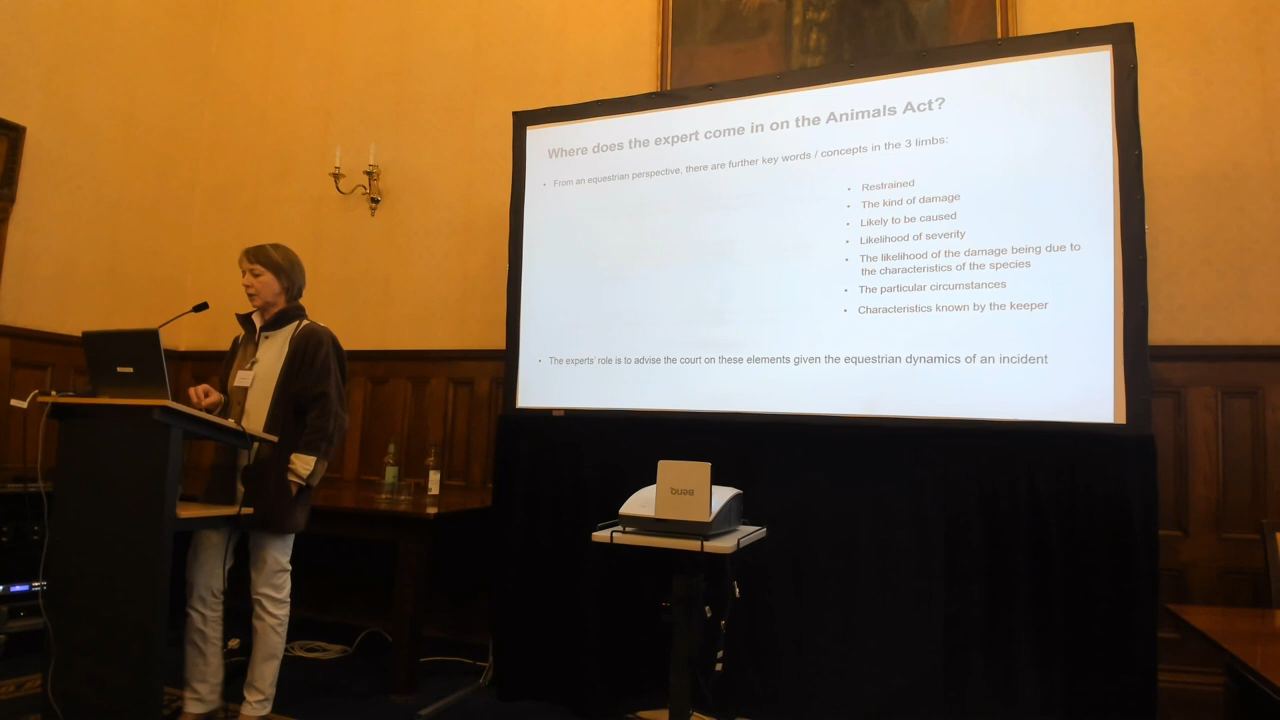 Where does the expert come in on the Animals Act?
• From an equestrian perspective, there are further key words / concepts in the 3 limbs:
• Restrained
• The kind of damage
• Likely to be caused
• Likelihood of severity
• The likelihood of the damage being due to
the characteristics of the species
• The particular circumstances
• Characteristics known by the keeper
• The experts' role is to advise the court on these elements given the equestrian dynamics of an incident
BenQ